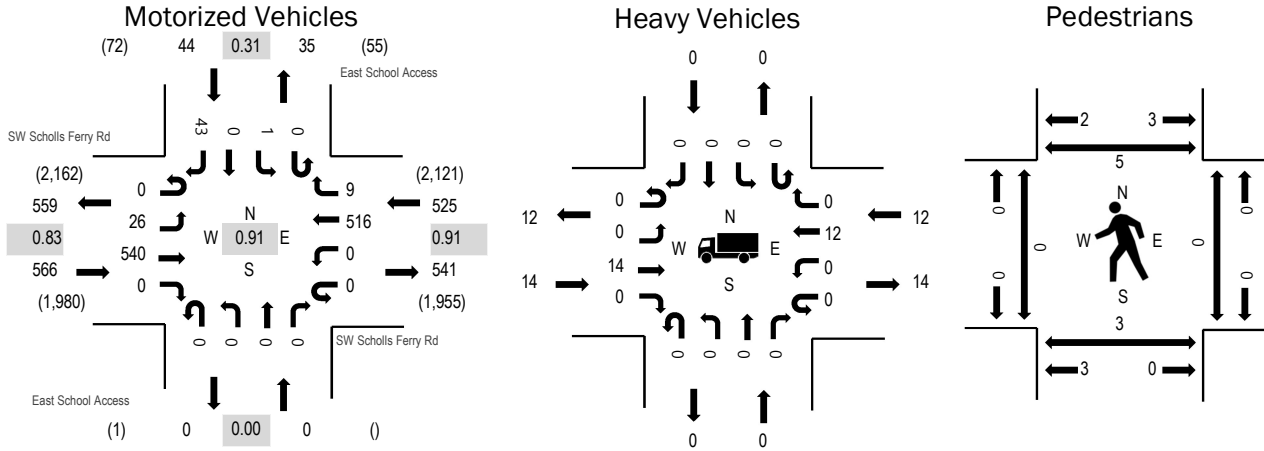 Motorized Vehicles
Heavy Vehicles
Pedestrians
(72) 44 0.31 35 (55)
East School Access
SW Scholls Ferry Rd
43 0 1 0
(2,162) 0 9 (2,121)
559 26 N 516 525
0.83 W 0.91 E 0.91
566 540 S 0 541
(1,980) 0 0 (1,955)
0 0 0 0
SW Scholls Ferry Rd
East School Access
(1) 0 0.00 0 ()
0 0
0 0 0 0
0 0
12 0 N 12 12
W E
14 14 S 0 14
0 0
0 0 0 0
0 0
2 3
5
0 N 0
0 W E 0
0 S 0
3
3 0